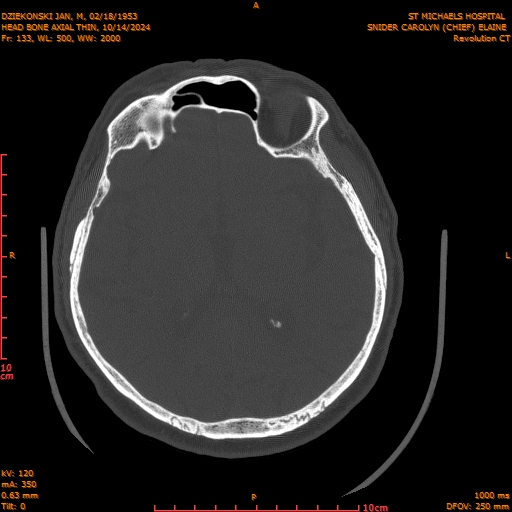 DZIEKONSKI JAN, M, 02/18/1953
HEAD BONE AXIAL THIN, 10/14/2024
Fr: 133, WL: 500, WW: 2000
A
ST MICHAELS HOSPITAL
SNIDER CAROLYN (CHIEF) ELAINE
Revolution CT
R
L
10
cm
kV: 120
mA: 350
0.63 mm
Tilt: 0
P
10cm
1000 ms
DFOV: 250 mm